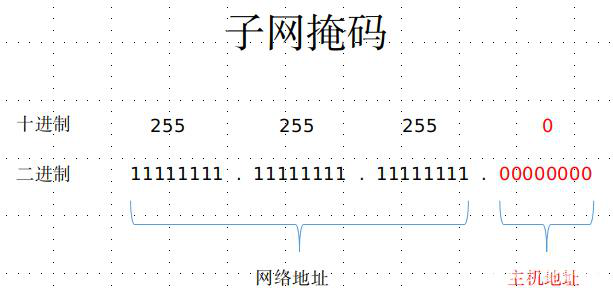 子网掩码
十进制 255 255 255 0
二进制 11111111 . 11111111 . 11111111 . 00000000
网络地址 主机地址